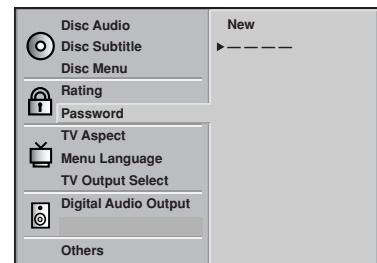 Disc Audio
Disc Subtitle
Disc Menu
Rating
Password
TV Aspect
Menu Language
TV Output Select
Digital Audio Output
Others
New
▶ – – – –